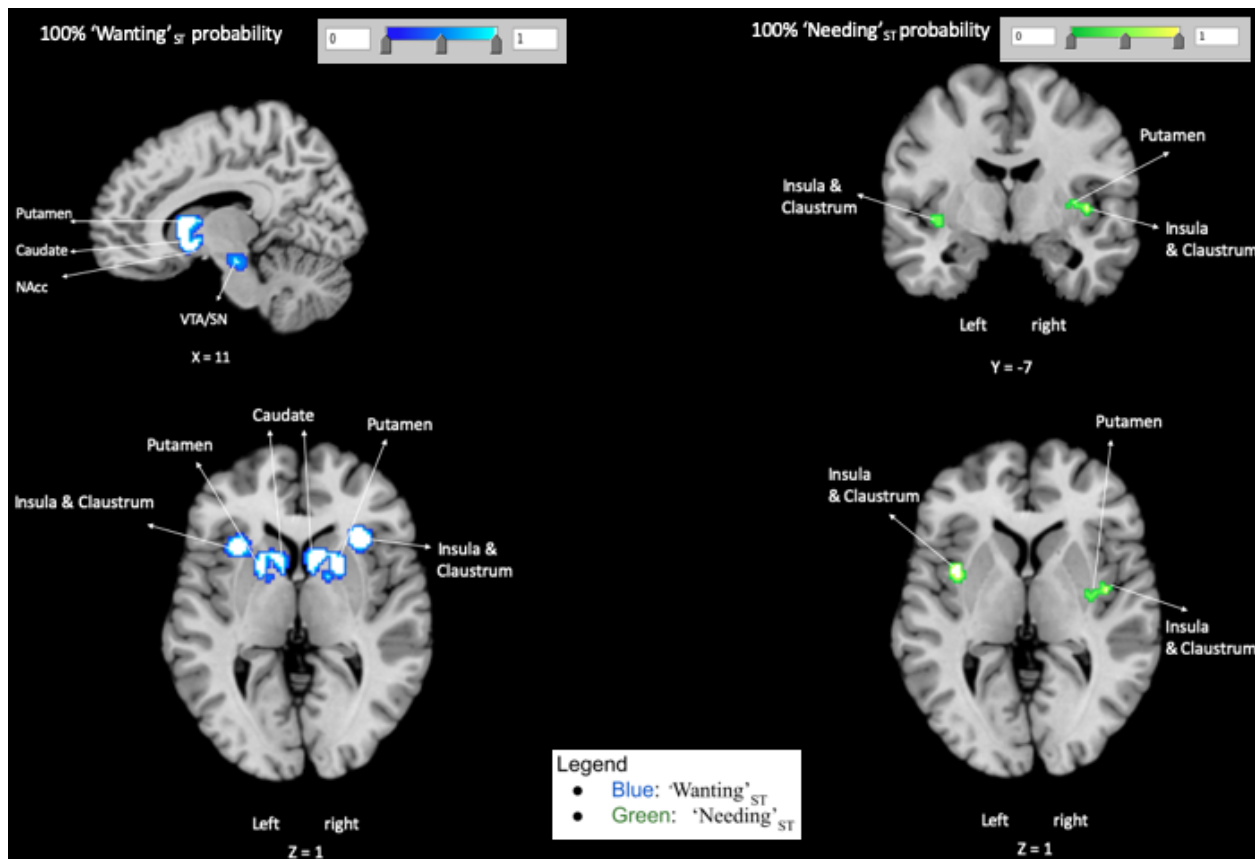 100% 'Wanting'ST probability
0
1
Putamen
Caudate
NAcc
VTA/SN
X = 11
100% 'Needing'ST probability
0
1
Putamen
Insula &
Claustrum
Insula
& Claustrum
Left right
Y = -7
Caudate
Putamen
Putamen
Insula & Claustrum
Insula &
Claustrum
Left right
Z = 1
Putamen
Insula
& Claustrum
Insula
& Claustrum
Left right
Z = 1
Legend
● Blue: 'Wanting'ST
● Green: 'Needing'ST